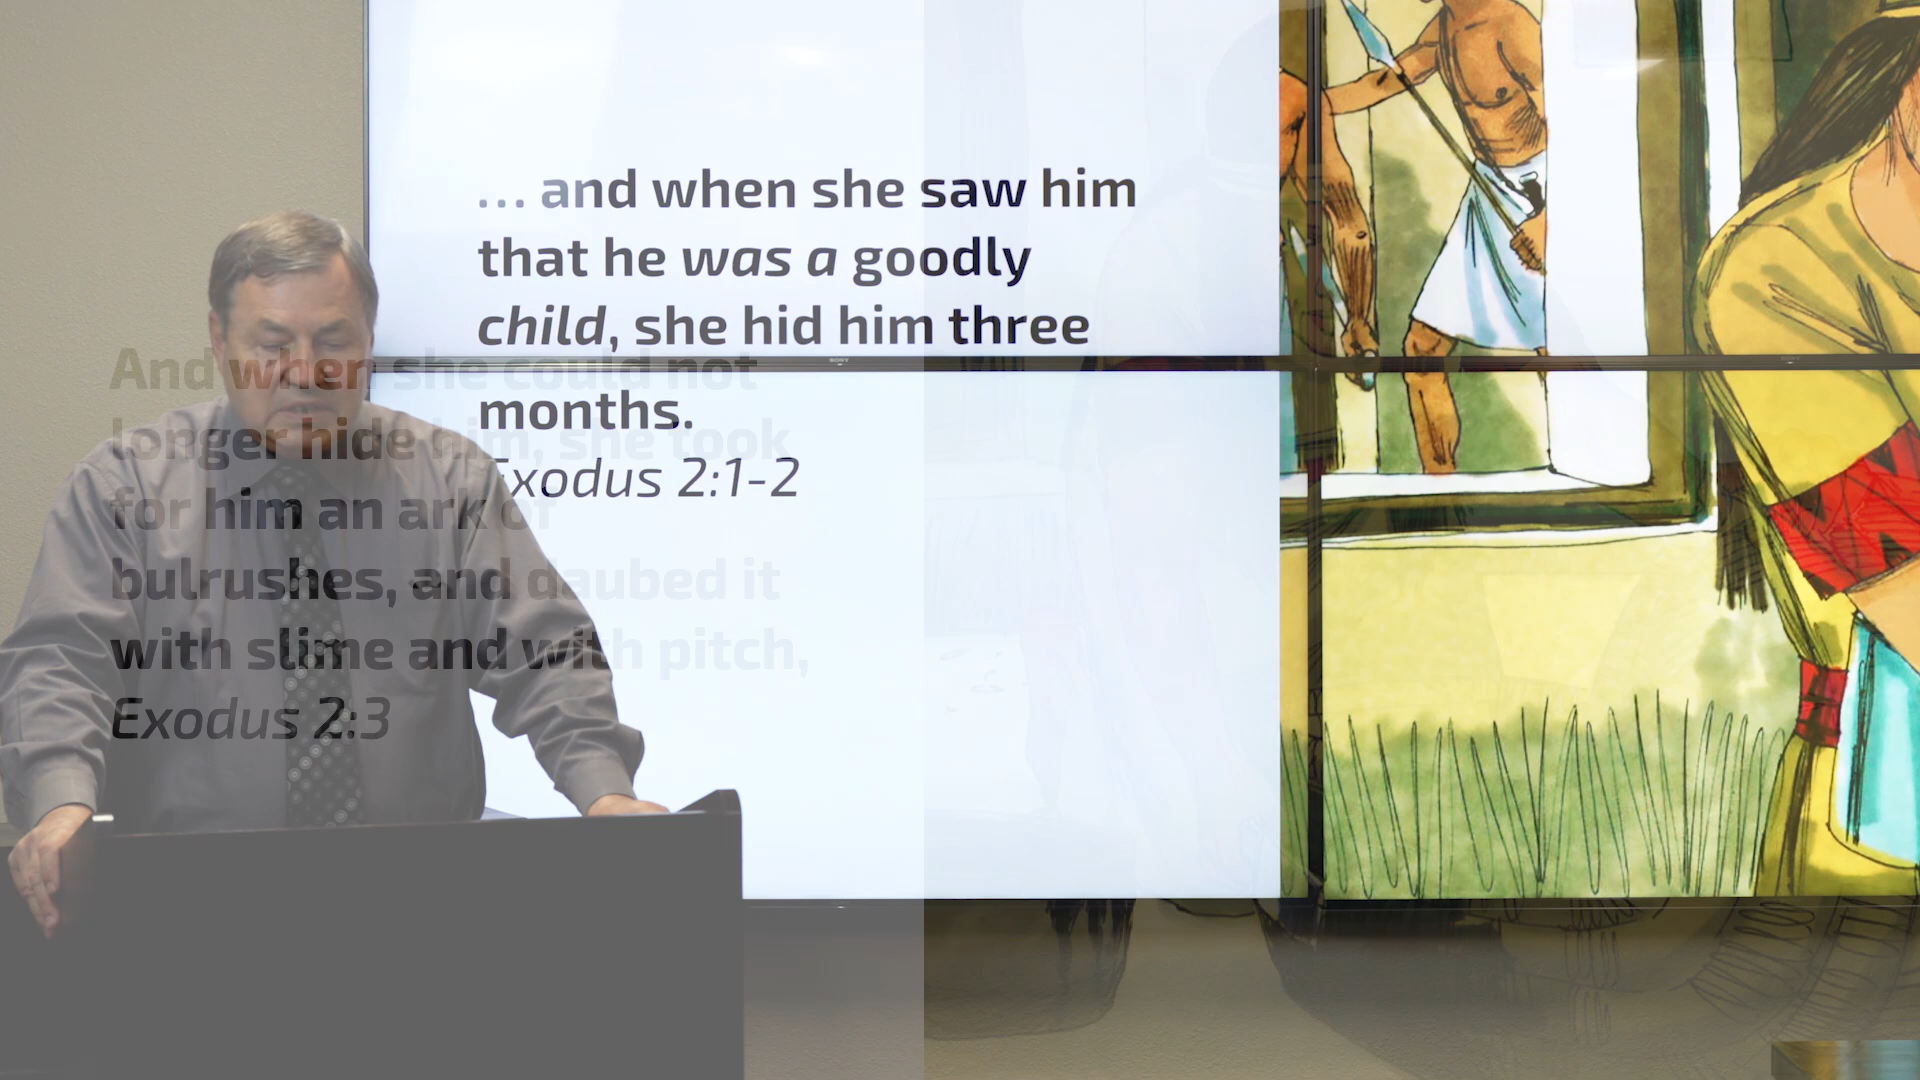 ... and when she saw him
that he was a goodly
child, she hid him three
months.
Exodus 2:1-2
And when she could not
longer hide him, she took
for him an ark of
bulrushes, and daubed it
with slime and with pitch,
Exodus 2:3
SONY